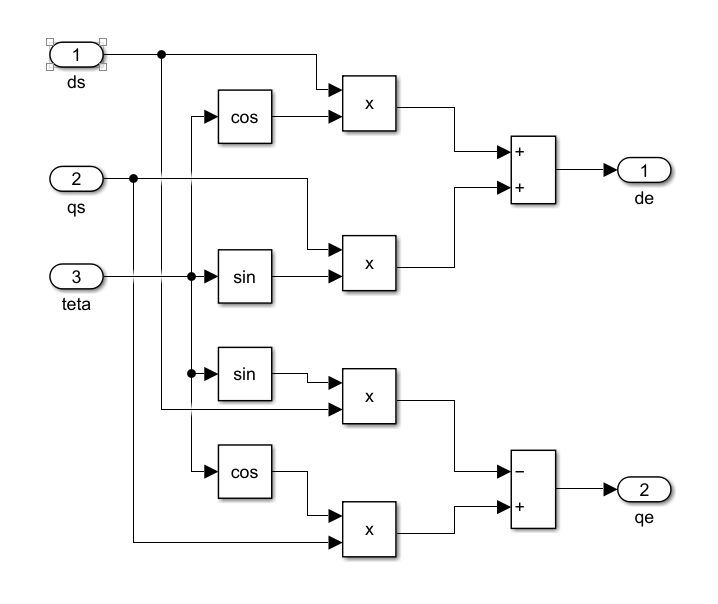 1
ds
cos
x
+
+
1
de
2
qs
x
3
teta
sin
sin
x
cos
−
+
2
qe
x